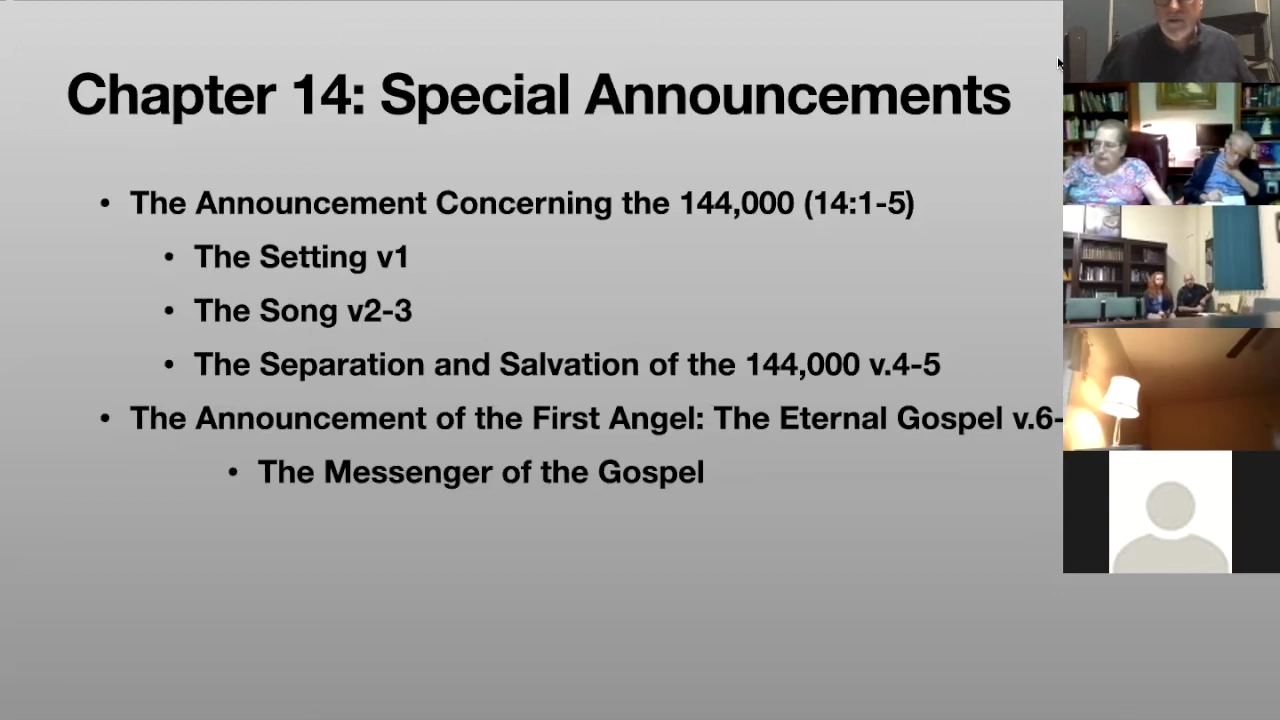 Chapter 14: Special Announcements
• The Announcement Concerning the 144,000 (14:1-5)
• The Setting v1
• The Song v2-3
• The Separation and Salvation of the 144,000 v.4-5
• The Announcement of the First Angel: The Eternal Gospel v.6-
• The Messenger of the Gospel